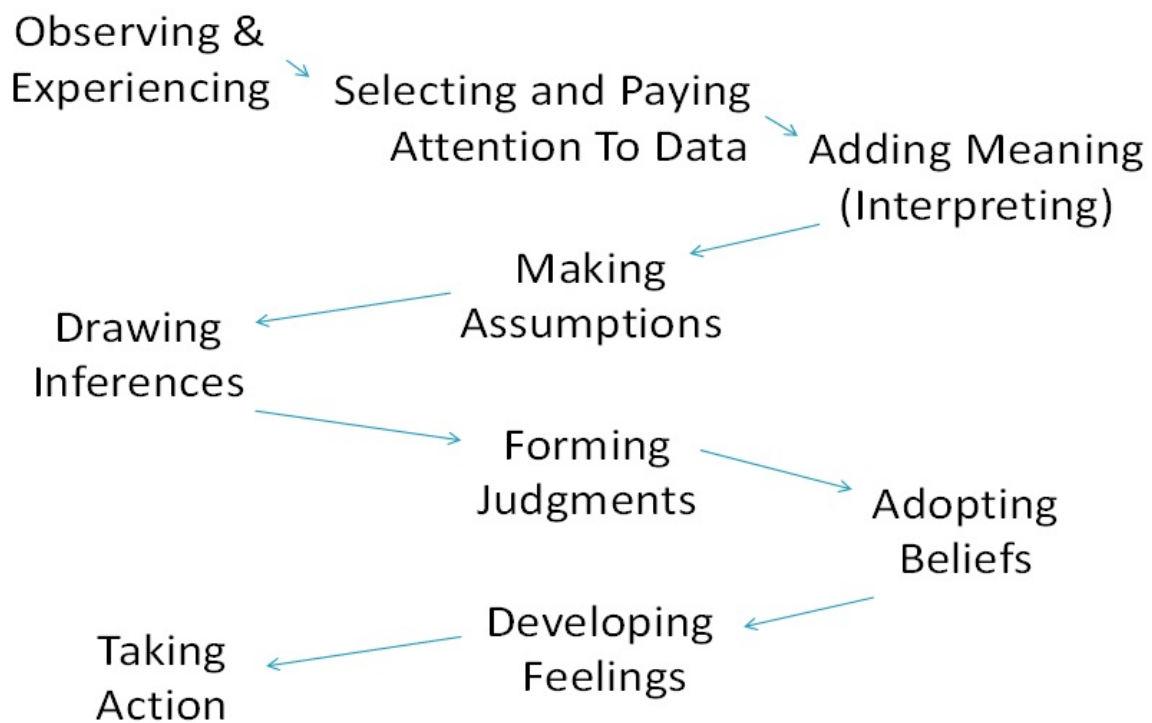 Observing &
Experiencing
Selecting and Paying
Attention To Data
Adding Meaning
(Interpreting)
Making
Assumptions
Drawing
Inferences
Forming
Judgments
Adopting
Beliefs
Developing
Feelings
Taking
Action